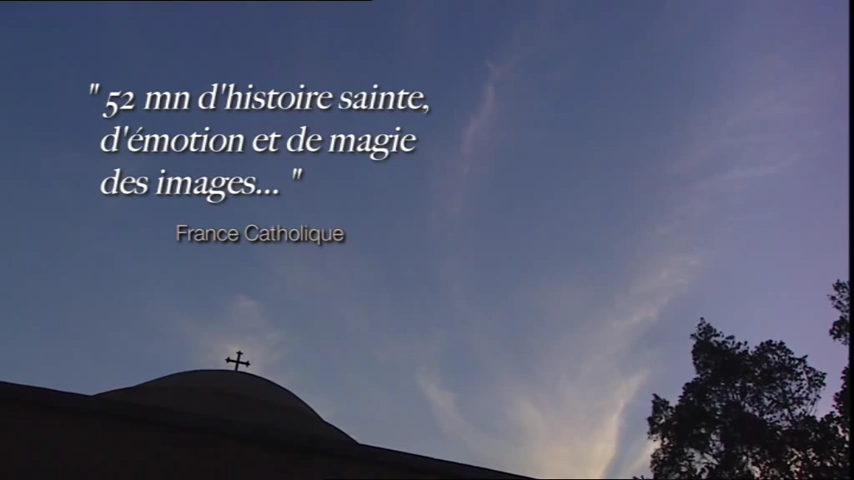 " 52 mn d'histoire sainte,
d'émotion et de magie
des images... "
France Catholique